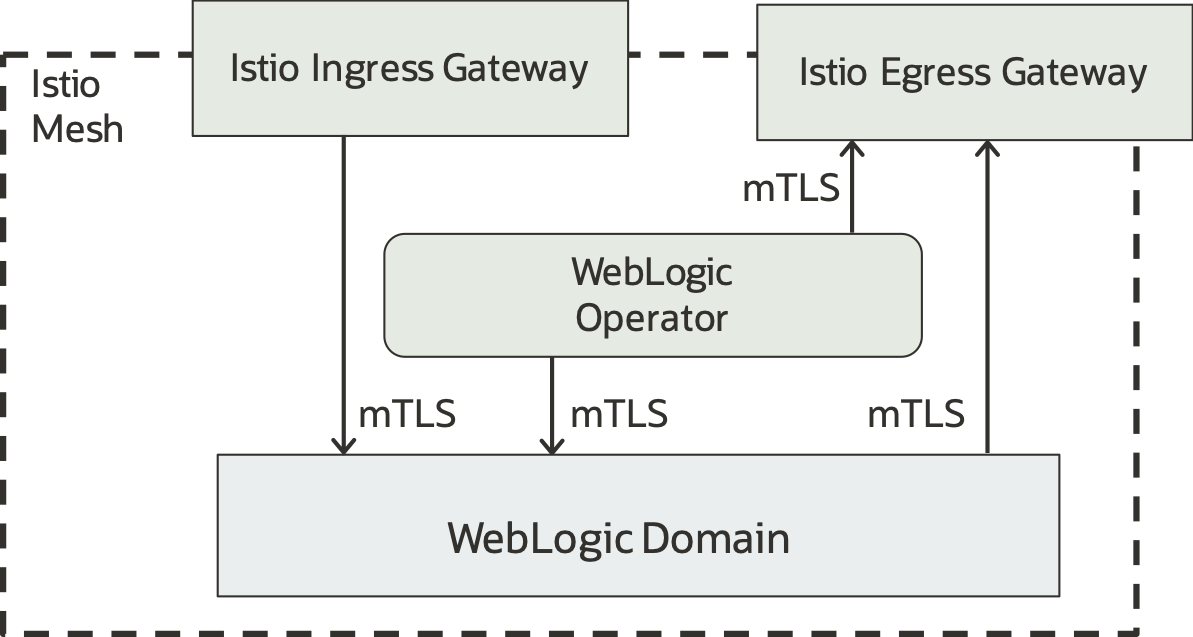 Istio Ingress Gateway
Istio Egress Gateway
Istio
Mesh
mTLS
WebLogic
Operator
mTLS
mTLS
mTLS
WebLogic Domain